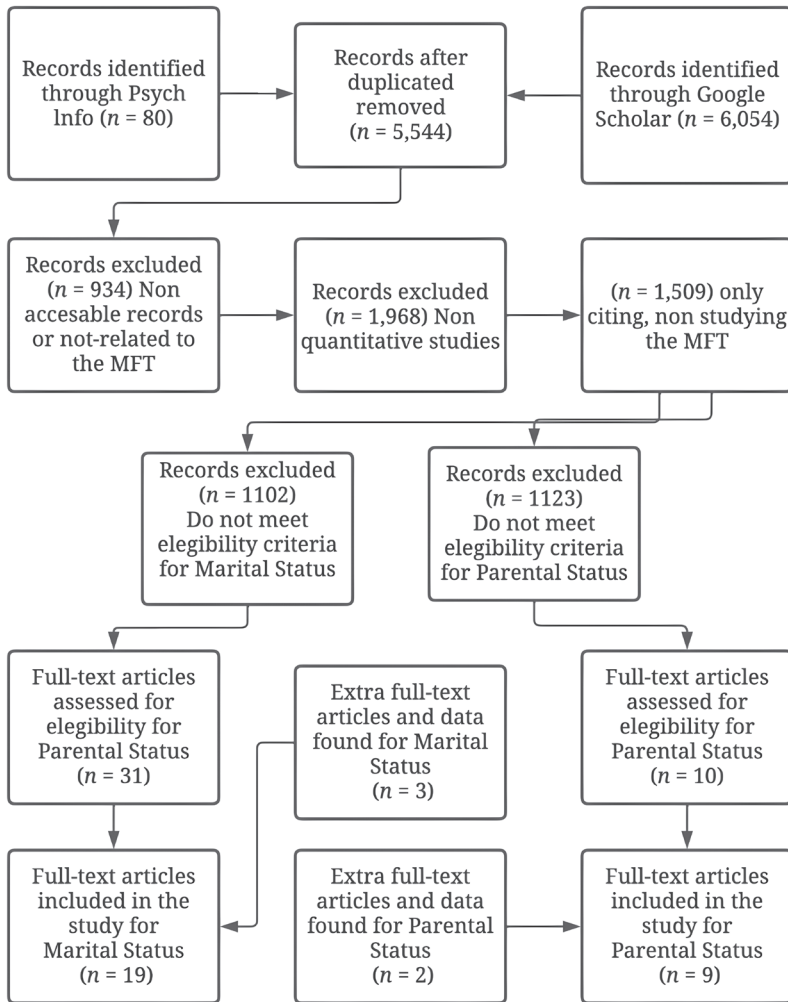 Records identified
through Psych
Info (n = 80)
Records after
duplicated
removed
(n = 5,544)
Records identified
through Google
Scholar (n = 6,054)
Records excluded
(n = 934) Non
accesable records
or not-related to
the MFT
Records excluded
(n = 1,968) Non
quantitative studies
(n = 1,509) only
citing, non studying
the MFT
Records excluded
(n = 1102)
Do not meet
elegibility criteria
for Marital Status
Records excluded
(n = 1123)
Do not meet
elegibility criteria
for Parental Status
Full-text articles
assessed for
elegibility for
Parental Status
(n = 31)
Extra full-text
articles and data
found for Marital
Status
(n = 3)
Full-text articles
assessed for
elegibility for
Parental Status
(n = 10)
Full-text articles
included in the
study for
Marital Status
(n = 19)
Extra full-text
articles and data
found for Parental
Status
(n = 2)
Full-text articles
included in the
study for
Parental Status
(n = 9)